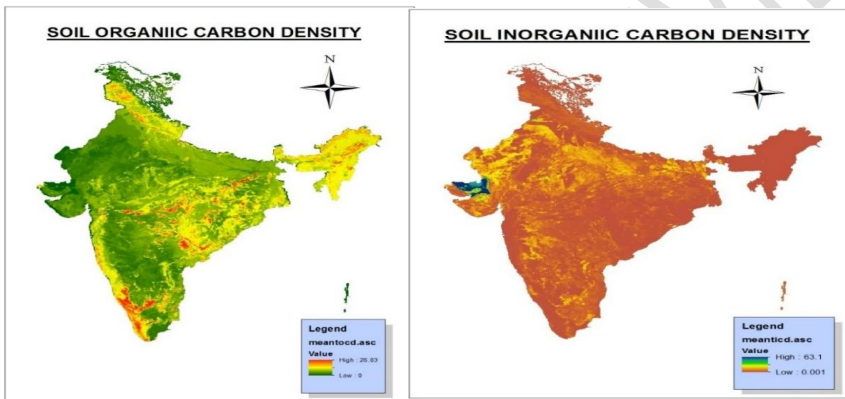 SOIL ORGANIIC CARBON DENSITY
N
Legend
meantocd.asc
Value
High : 26.03
Low : 0
SOIL INORGANIIC CARBON DENSITY
N
Legend
meanticd.asc
Value
High : 63.1
Low : 0.001